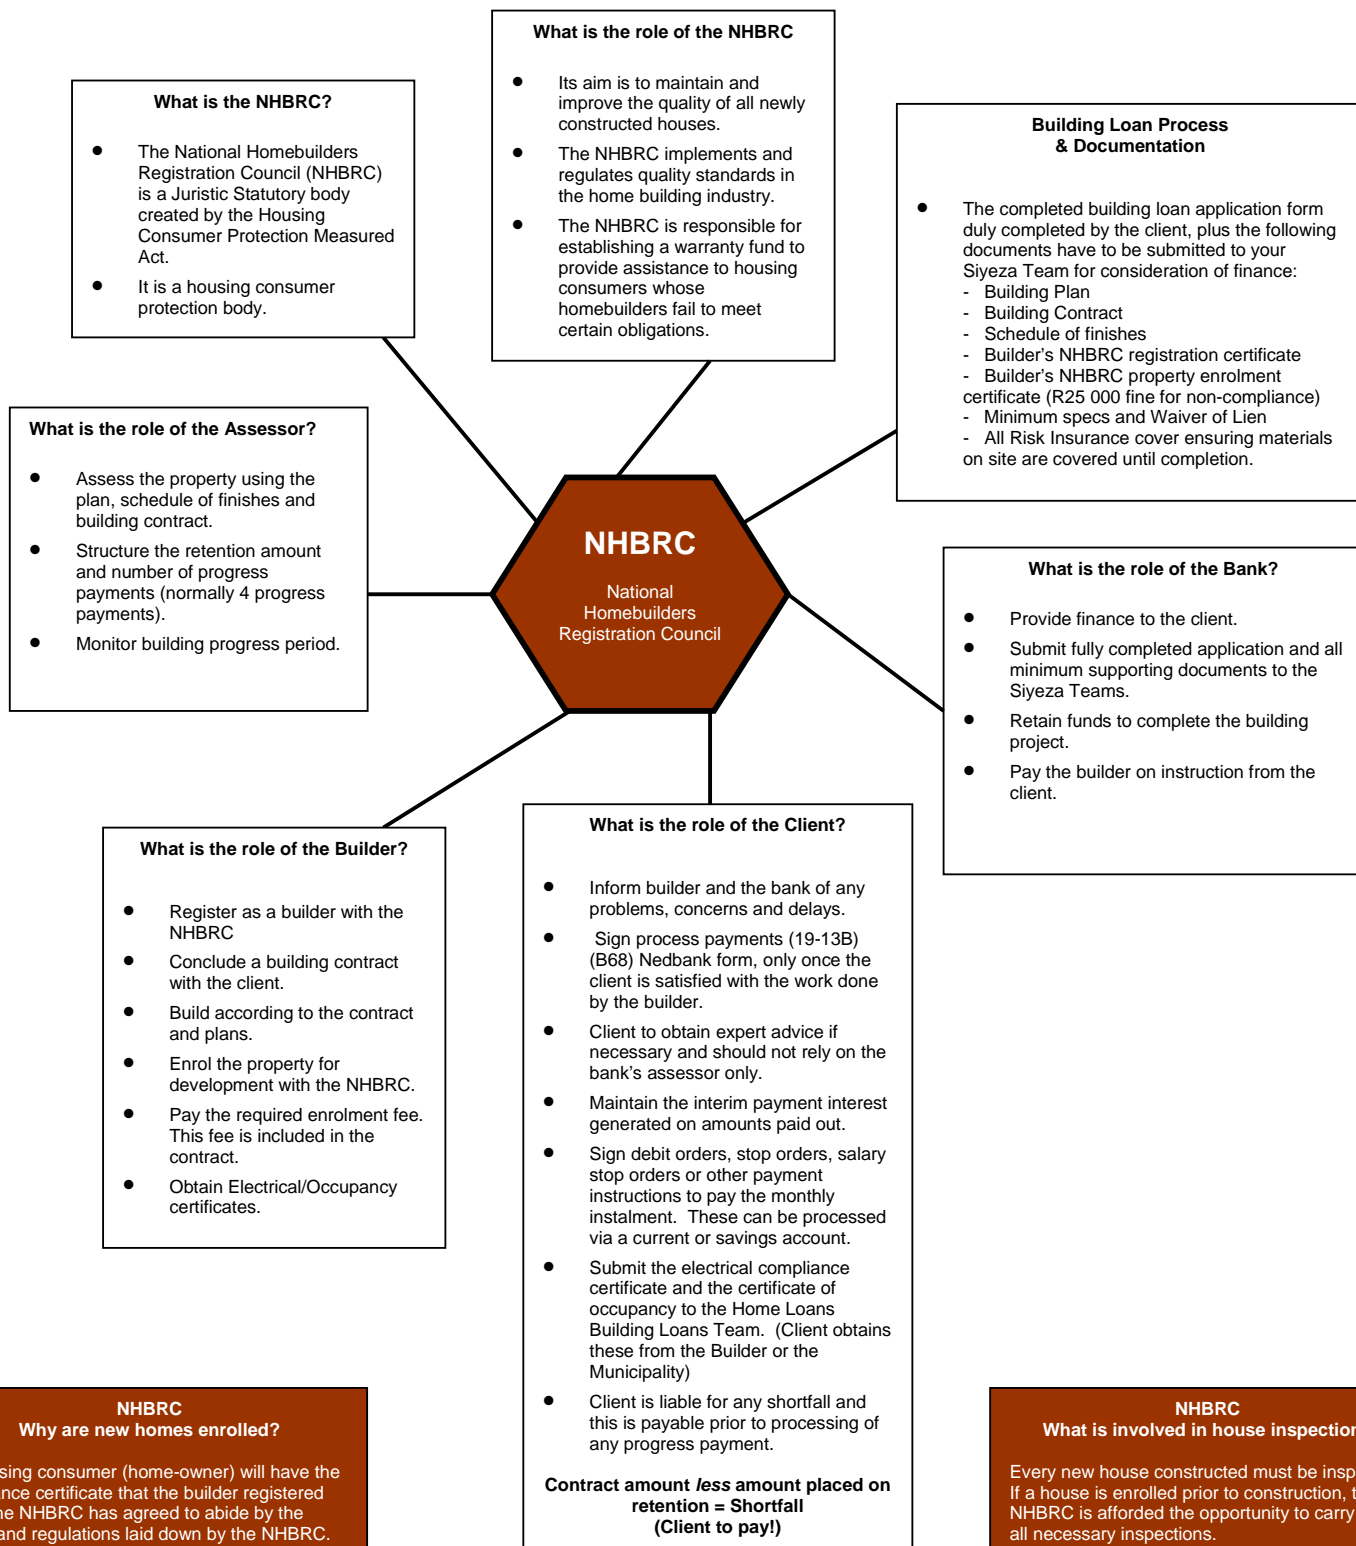 What is the role of the NHBRC
● Its aim is to maintain and
improve the quality of all newly
constructed houses.
● The NHBRC implements and
regulates quality standards in
the home building industry.
● The NHBRC is responsible for
establishing a warranty fund to
provide assistance to housing
consumers whose
homebuilders fail to meet
certain obligations.
What is the NHBRC?
● The National Homebuilders
Registration Council (NHBRC)
is a Juristic Statutory body
created by the Housing
Consumer Protection Measured
Act.
● It is a housing consumer
protection body.
Building Loan Process
& Documentation
● The completed building loan application form
duly completed by the client, plus the following
documents have to be submitted to your
Siyeza Team for consideration of finance:
- Building Plan
- Building Contract
- Schedule of finishes
- Builder's NHBRC registration certificate
- Builder's NHBRC property enrolment
certificate (R25 000 fine for non-compliance)
- Minimum specs and Waiver of Lien
- All Risk Insurance cover ensuring materials
on site are covered until completion.
What is the role of the Assessor?
● Assess the property using the
plan, schedule of finishes and
building contract.
● Structure the retention amount
and number of progress
payments (normally 4 progress
payments).
● Monitor building progress period.
NHBRC
National
Homebuilders
Registration Council
What is the role of the Bank?
● Provide finance to the client.
● Submit fully completed application and all
minimum supporting documents to the
Siyeza Teams.
● Retain funds to complete the building
project.
● Pay the builder on instruction from the
client.
What is the role of the Builder?
● Register as a builder with the
NHBRC
● Conclude a building contract
with the client.
● Build according to the contract
and plans.
● Enrol the property for
development with the NHBRC.
● Pay the required enrolment fee.
This fee is included in the
contract.
● Obtain Electrical/Occupancy
certificates.
What is the role of the Client?
● Inform builder and the bank of any
problems, concerns and delays.
● Sign process payments (19-13B)
(B68) Nedbank form, only once the
client is satisfied with the work done
by the builder.
● Client to obtain expert advice if
necessary and should not rely on the
bank's assessor only.
● Maintain the interim payment interest
generated on amounts paid out.
● Sign debit orders, stop orders, salary
stop orders or other payment
instructions to pay the monthly
instalment. These can be processed
via a current or savings account.
● Submit the electrical compliance
certificate and the certificate of
occupancy to the Home Loans
Building Loans Team. (Client obtains
these from the Builder or the
Municipality)
● Client is liable for any shortfall and
this is payable prior to processing of
any progress payment.
Contract amount less amount placed on
retention = Shortfall
(Client to pay!)
NHBRC
Why are new homes enrolled?
consumer (home-owner) will have the
certificate that the builder registered
NHBRC has agreed to abide by the
and regulations laid down by the NHBRC.
NHBRC
What is involved in house
Every new house constructed must be
If a house is enrolled prior to construction,
NHBRC is afforded the opportunity to carry
all necessary inspections.